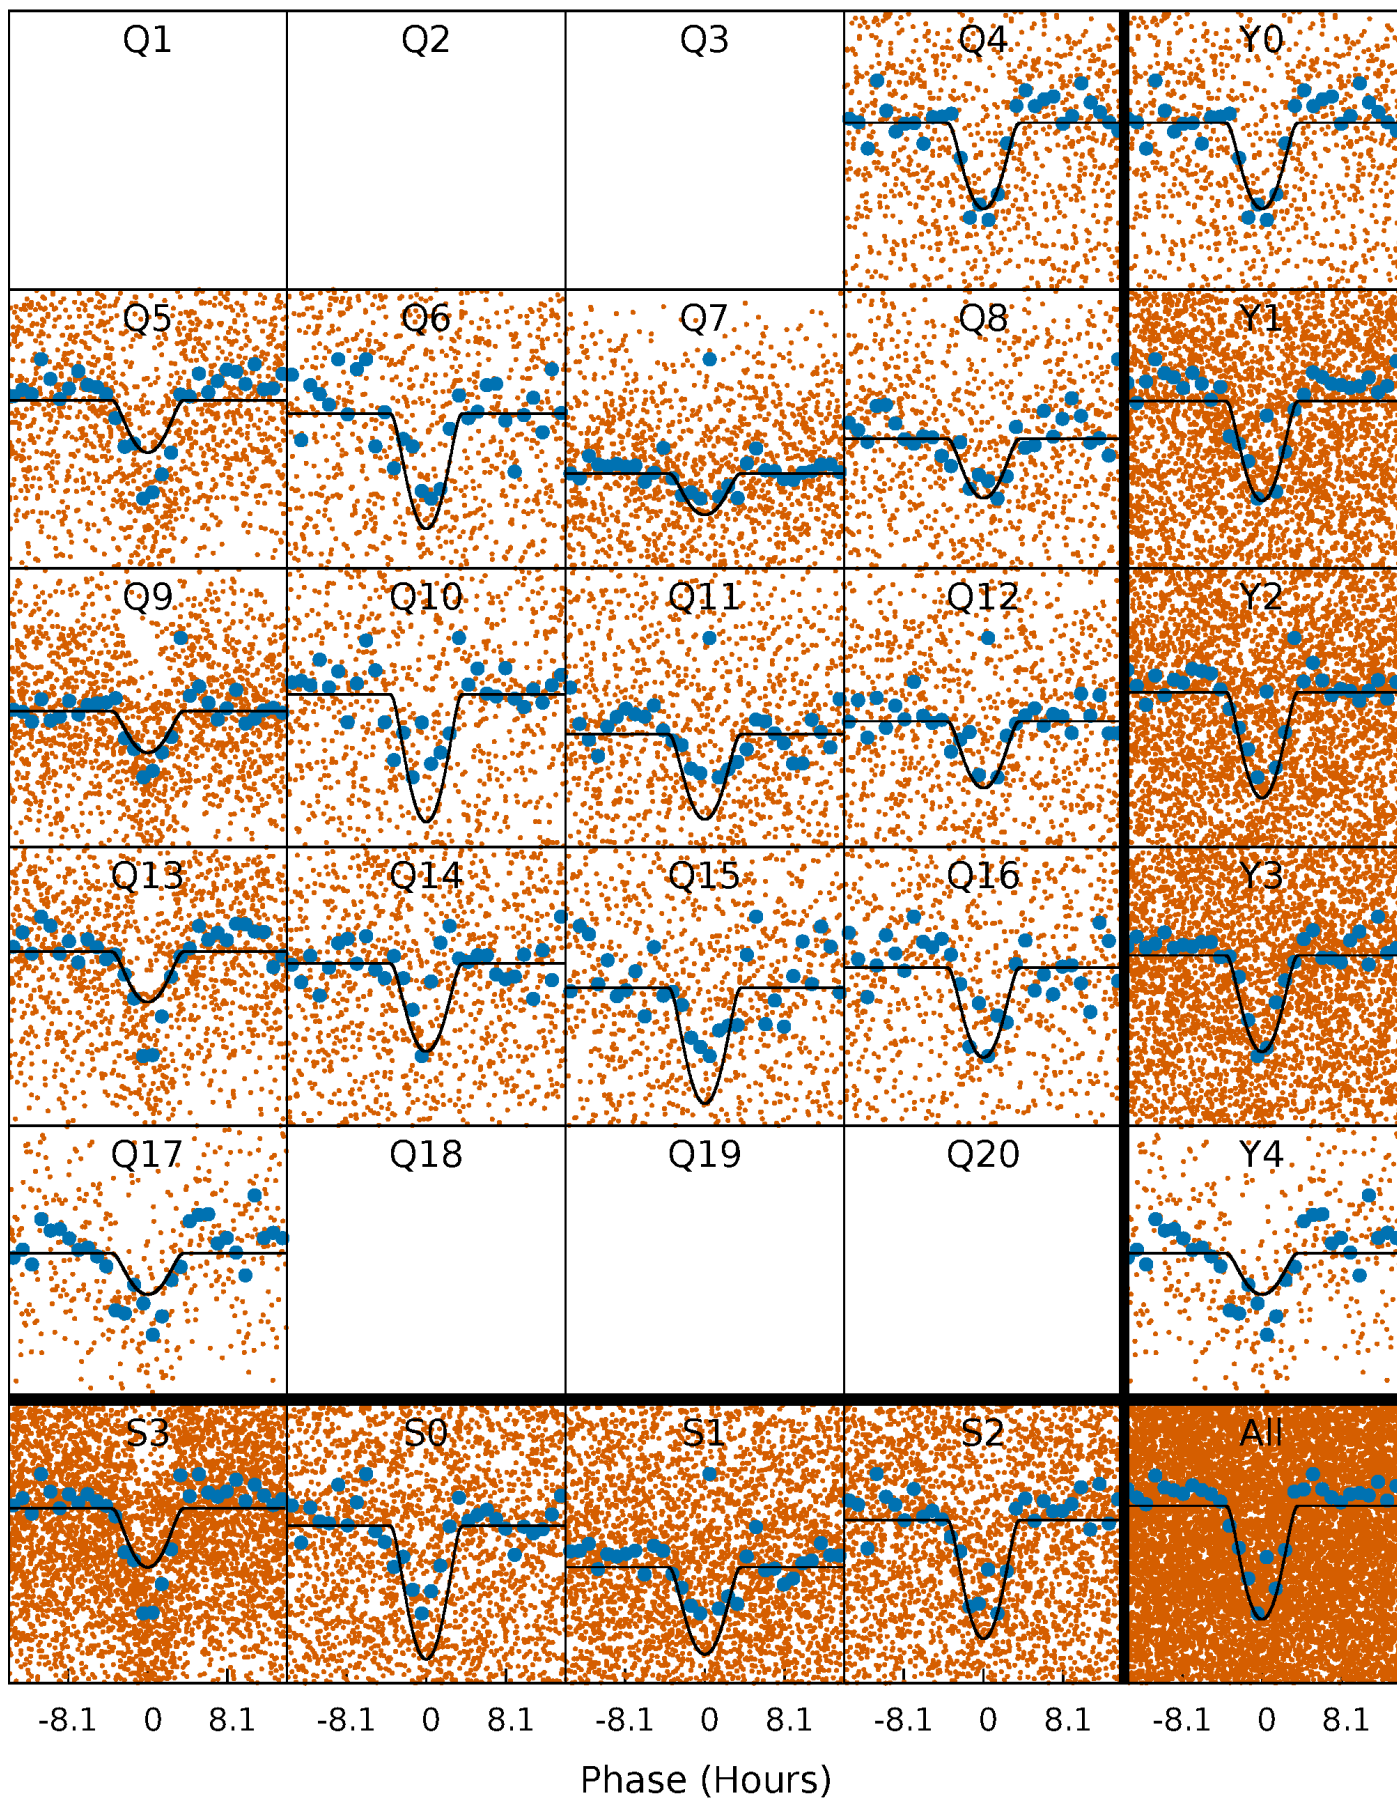 Q1 Q2 Q3 Q4 Y0
Q5 Q6 Q7 Q8 Y1
Q9 Q10 Q11 Q12 Y2
Q13 Q14 Q15 Q16 Y3
Q17 Q18 Q19 Q20 Y4
S3 S0 S1 S2 All
-8.1 0 8.1 -8.1 0 8.1 -8.1 0 8.1 -8.1 0 8.1 -8.1 0 8.1
Phase (Hours)